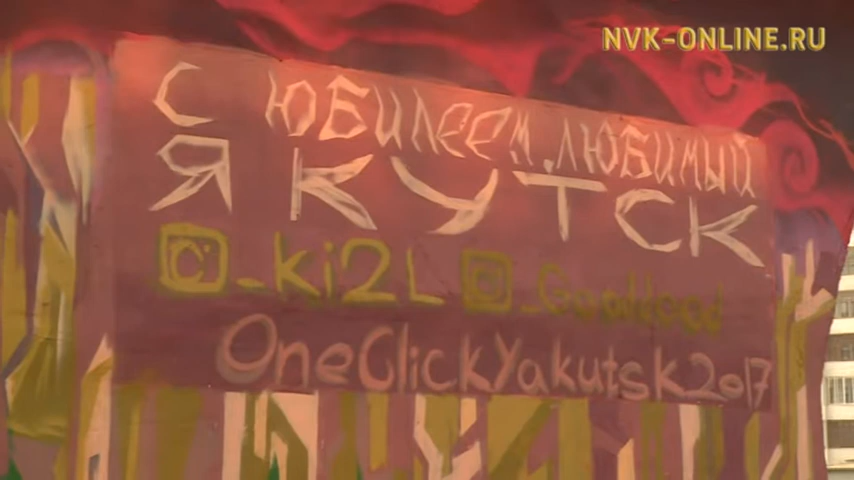 NVK-ONLINE.RU
С ЮБИЛЕЕМ, ЛЮБИМЫЙ
ЯКУТСК
_Ki2L
OneClickYakutsk2017